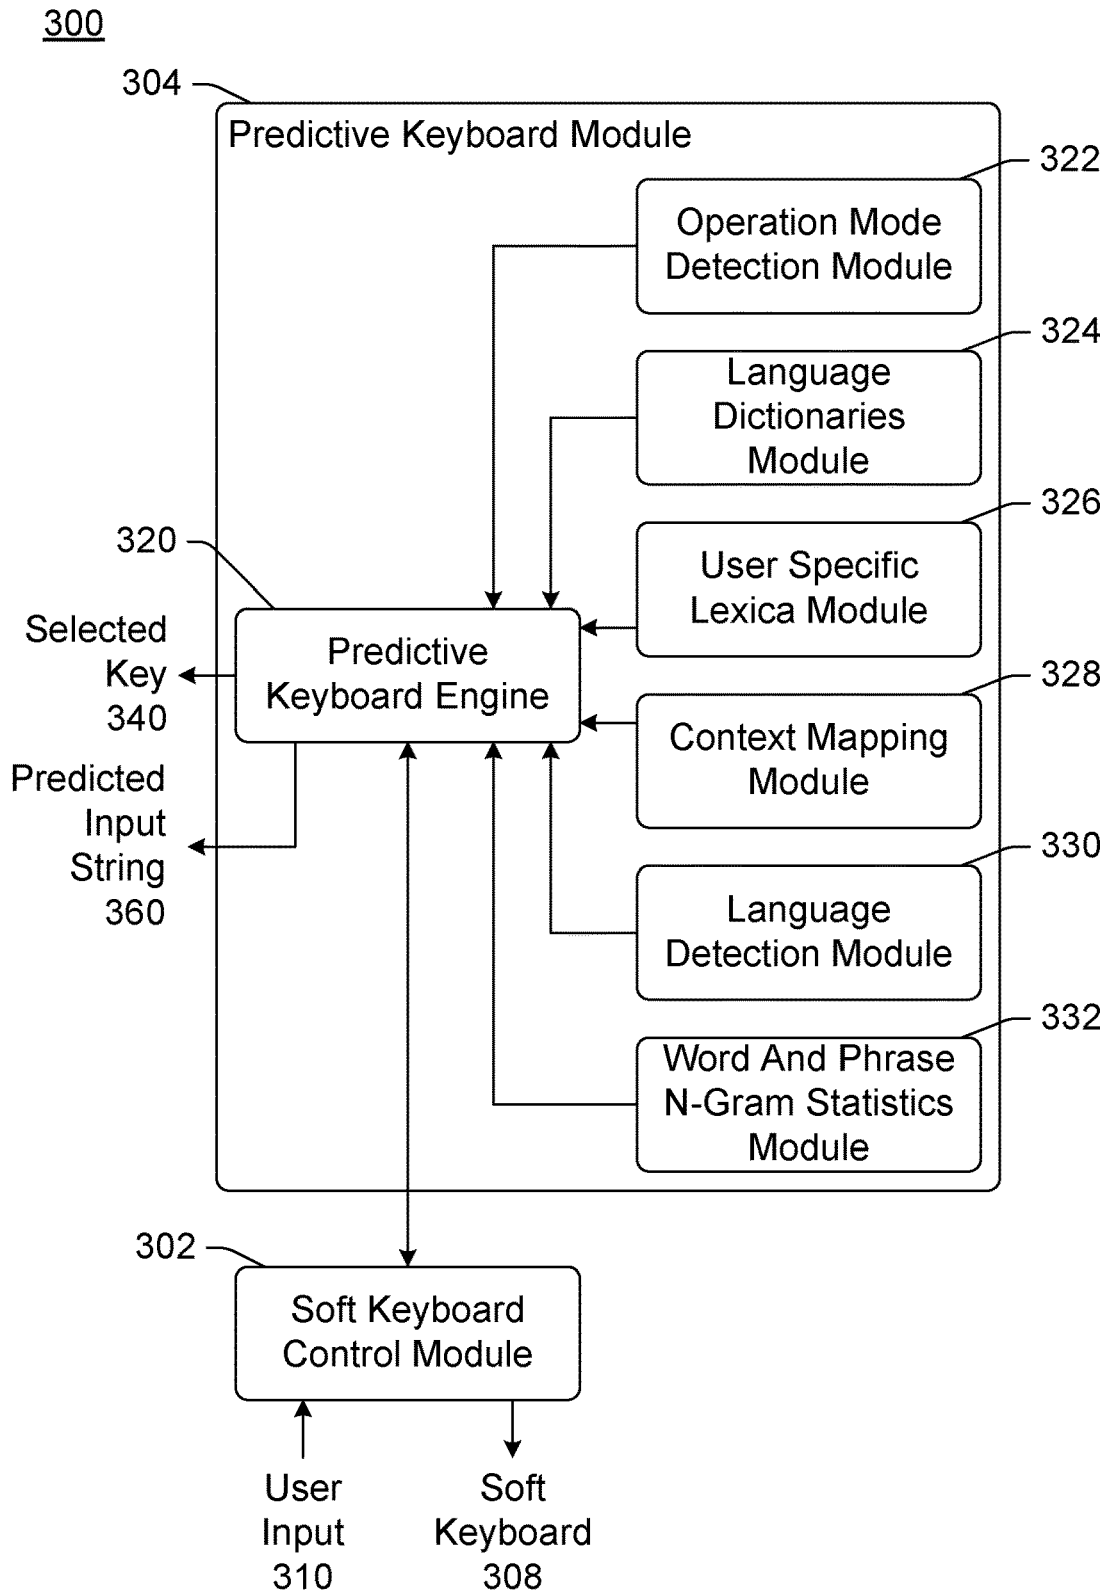 300
304
Predictive Keyboard Module
322
Operation Mode
Detection Module
324
Language
Dictionaries
Module
326
User Specific
Lexica Module
320
Predictive
Keyboard Engine
Selected
Key
340
328
Context Mapping
Module
Predicted
Input
String
360
330
Language
Detection Module
332
Word And Phrase
N-Gram Statistics
Module
302
Soft Keyboard
Control Module
User
Input
310
Soft
Keyboard
308